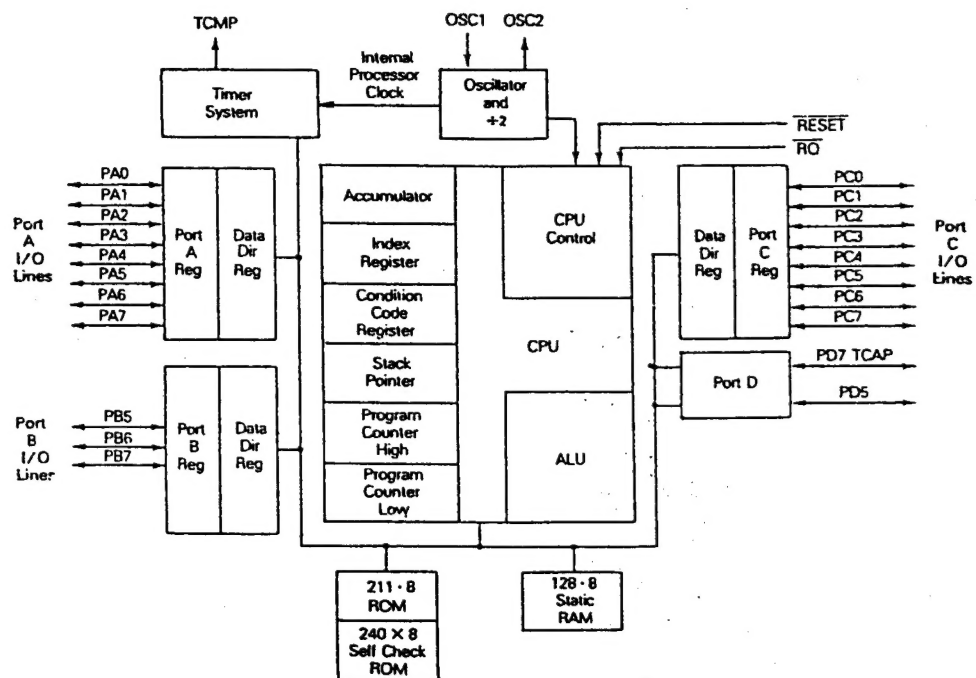 TCMP
OSC1
OSC2
Internal
Processor
Clock
Timer
System
Oscillator
and
÷2
RESET
RO
PA0
PA1
PA2
PA3
PA4
PA5
PA6
PA7
Port
A
I/O
Lines
Port
A
Reg
Data
Dir
Reg
Accumulator
Index
Register
Condition
Code
Register
Stack
Pointer
Program
Counter
High
Program
Counter
Low
CPU
Control
CPU
ALU
Data
Dir
Reg
Port
C
Reg
PC0
PC1
PC2
PC3
PC4
PC5
PC6
PC7
Port
C
I/O
Lines
Port D
PD7 TCAP
PD5
Port
B
I/O
Liner
PB5
PB6
PB7
Port
B
Reg
Data
Dir
Reg
211 · 8
ROM
240 × 8
Self Check
ROM
128 · 8
Static
RAM